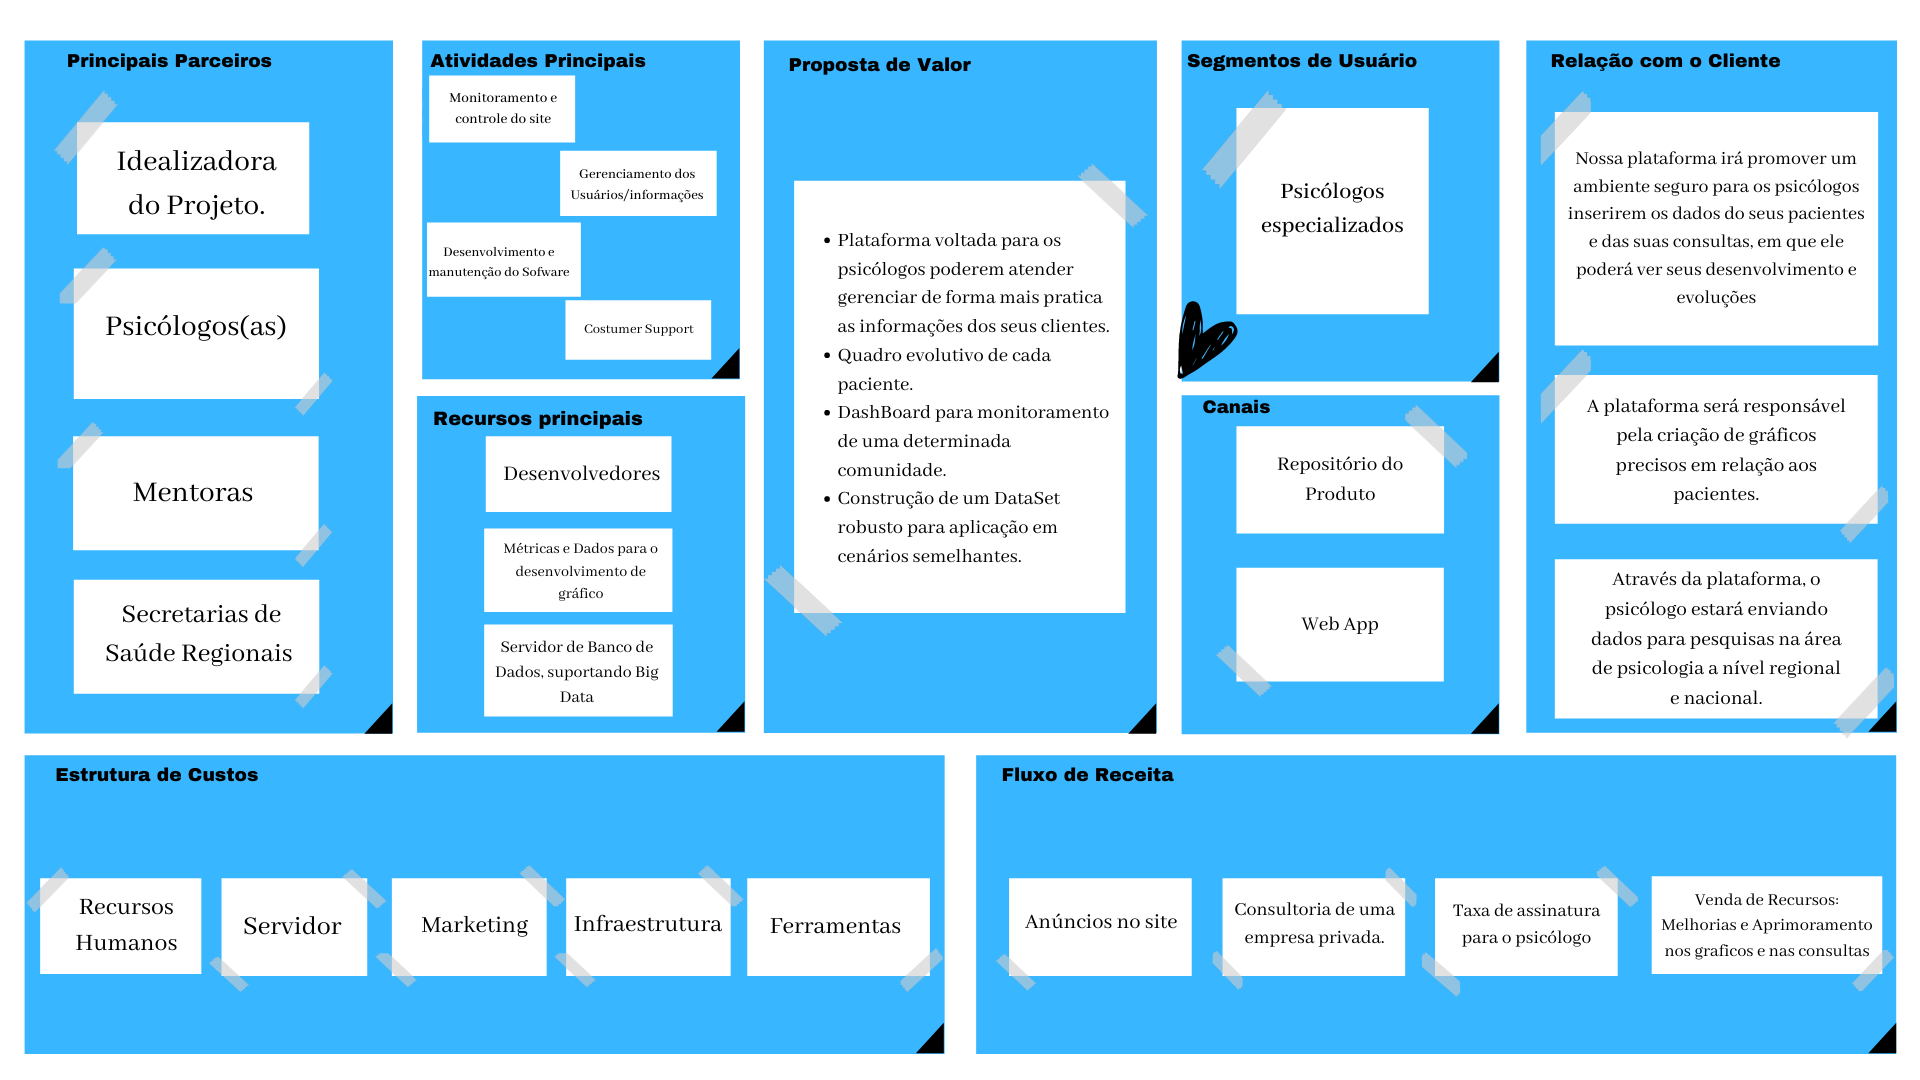 Principais Parceiros
Idealizadora
do Projeto.
Psicólogos(as)
Mentoras
Secretarias de
Saúde Regionais
Atividades Principais
Monitoramento e
controle do site
Gerenciamento dos
Usuários/informações
Desenvolvimento e
manutenção do Sofware
Costumer Support
Recursos principais
Desenvolvedores
Métricas e Dados para o
desenvolvimento de
gráfico
Servidor de Banco de
Dados, suportando Big
Data
Proposta de Valor
• Plataforma voltada para os
psicólogos poderem atender
gerenciar de forma mais pratica
as informações dos seus clientes.
• Quadro evolutivo de cada
paciente.
• DashBoard para monitoramento
de uma determinada
comunidade.
• Construção de um DataSet
robusto para aplicação em
cenários semelhantes.
Segmentos de Usuário
Psicólogos
especializados
Canais
Repositório do
Produto
Web App
Relação com o Cliente
Nossa plataforma irá promover um
ambiente seguro para os psicólogos
inserirem os dados do seus pacientes
e das suas consultas, em que ele
poderá ver seus desenvolvimento e
evoluções
A plataforma será responsável
pela criação de gráficos
precisos em relação aos
pacientes.
Através da plataforma, o
psicólogo estará enviando
dados para pesquisas na área
de psicologia a nível regional
e nacional.
Estrutura de Custos
Recursos
Humanos
Servidor
Marketing
Infraestrutura
Ferramentas
Fluxo de Receita
Anúncios no site
Consultoria de uma
empresa privada.
Taxa de assinatura
para o psicólogo
Venda de Recursos:
Melhorias e Aprimoramento
nos graficos e nas consultas